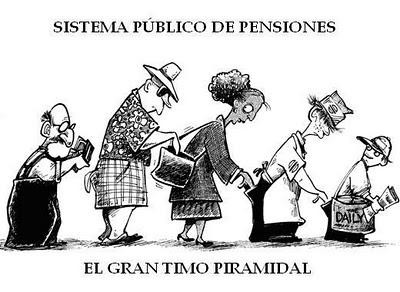 SISTEMA PÚBLICO DE PENSIONES
DAILY
EL GRAN TIMO PIRAMIDAL